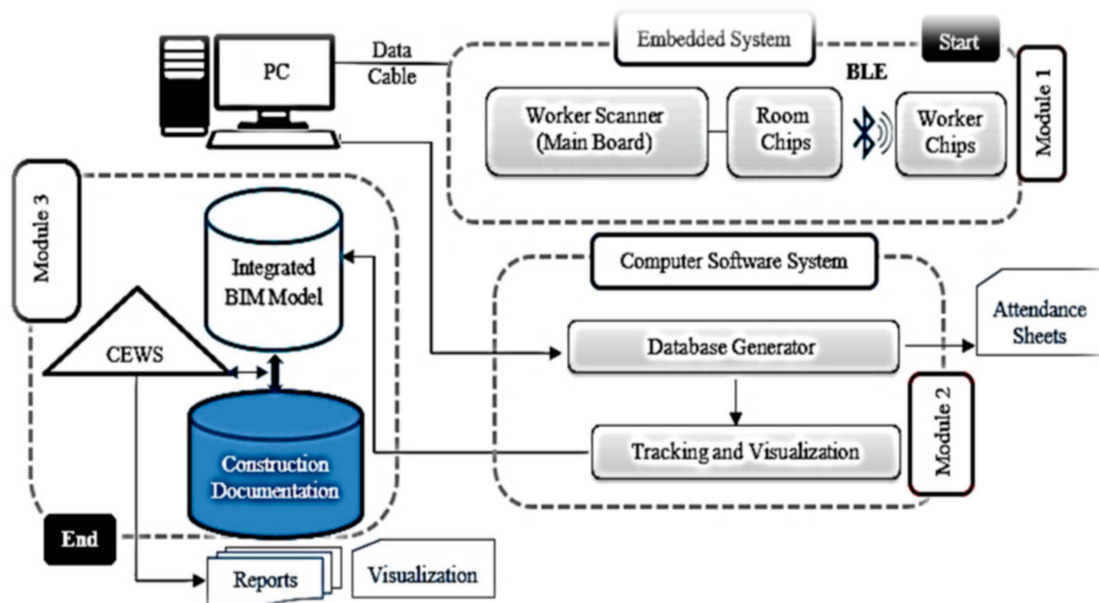 PC
Data
Cable
Embedded System
Start
BLE
Worker Scanner
(Main Board)
Room
Chips
Worker
Chips
Module 1
Module 3
Integrated
BIM Model
CEWS
Construction
Documentation
End
Reports
Visualization
Computer Software System
Database Generator
Attendance
Sheets
Tracking and Visualization
Module 2